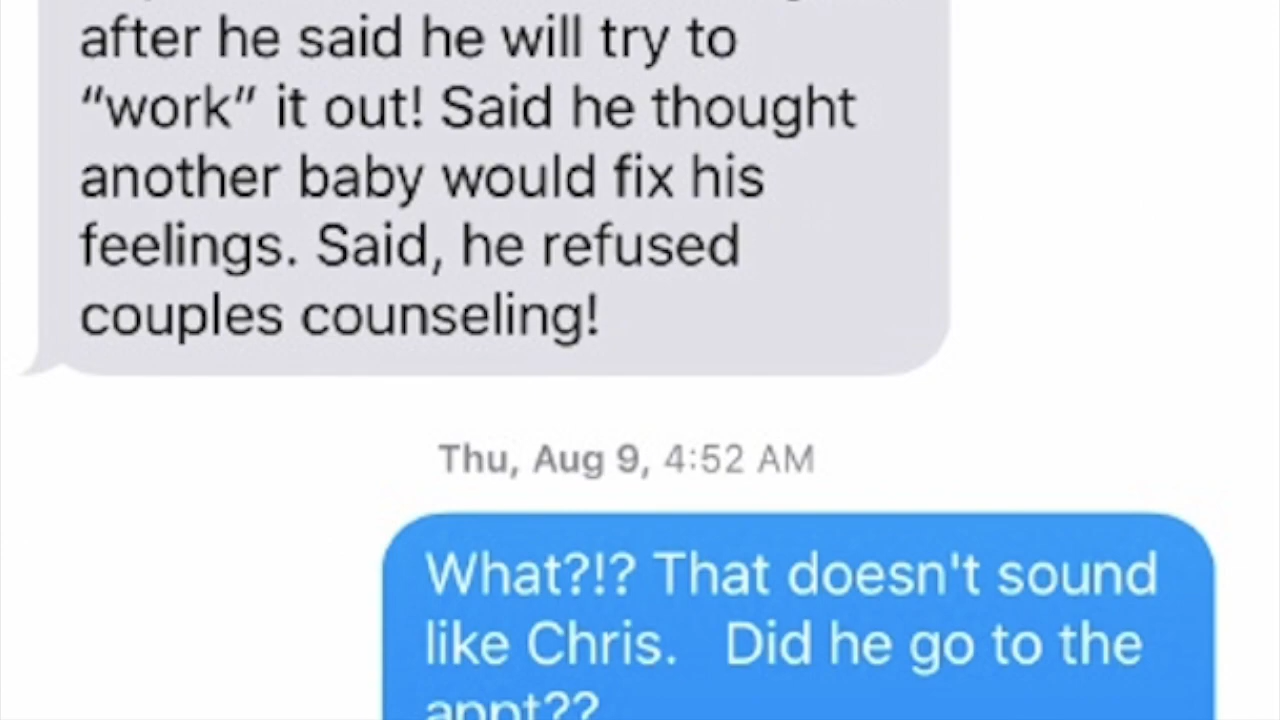 after he said he will try to
“work” it out! Said he thought
another baby would fix his
feelings. Said, he refused
couples counseling!
Thu, Aug 9, 4:52 AM
What?!? That doesn't sound
like Chris.   Did he go to the
appt??